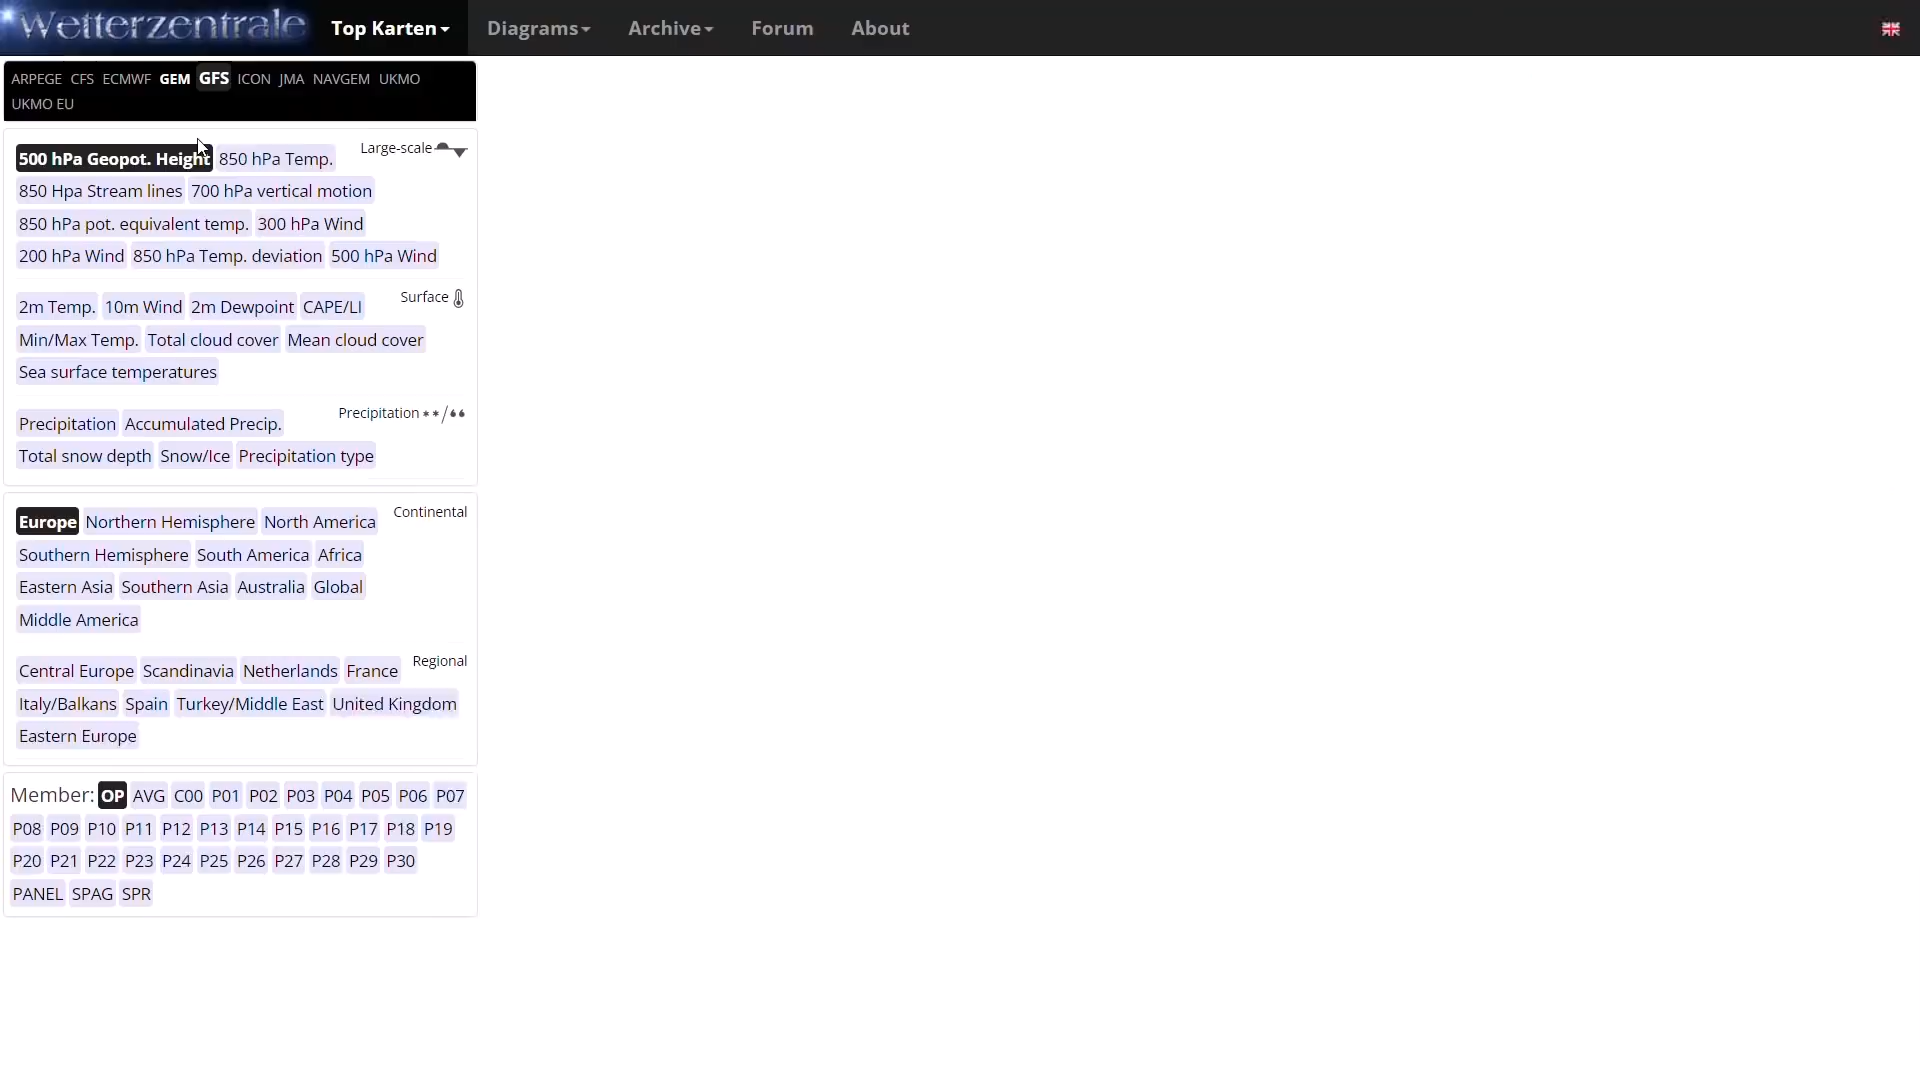 Wetterzentrale Top Karten Diagrams Archive Forum About
ARPEGE CFS ECMWF GEM GFS ICON JMA NAVGEM UKMO
UKMO EU
Large-scale
500 hPa Geopot. Height 850 hPa Temp.
850 Hpa Stream lines 700 hPa vertical motion
850 hPa pot. equivalent temp. 300 hPa Wind
200 hPa Wind 850 hPa Temp. deviation 500 hPa Wind
Surface
2m Temp. 10m Wind 2m Dewpoint CAPE/LI
Min/Max Temp. Total cloud cover Mean cloud cover
Sea surface temperatures
Precipitation
Precipitation Accumulated Precip.
Total snow depth Snow/Ice Precipitation type
Continental
Europe Northern Hemisphere North America
Southern Hemisphere South America Africa
Eastern Asia Southern Asia Australia Global
Middle America
Regional
Central Europe Scandinavia Netherlands France
Italy/Balkans Spain Turkey/Middle East United Kingdom
Eastern Europe
Member: OP AVG C00 P01 P02 P03 P04 P05 P06 P07
P08 P09 P10 P11 P12 P13 P14 P15 P16 P17 P18 P19
P20 P21 P22 P23 P24 P25 P26 P27 P28 P29 P30
PANEL SPAG SPR